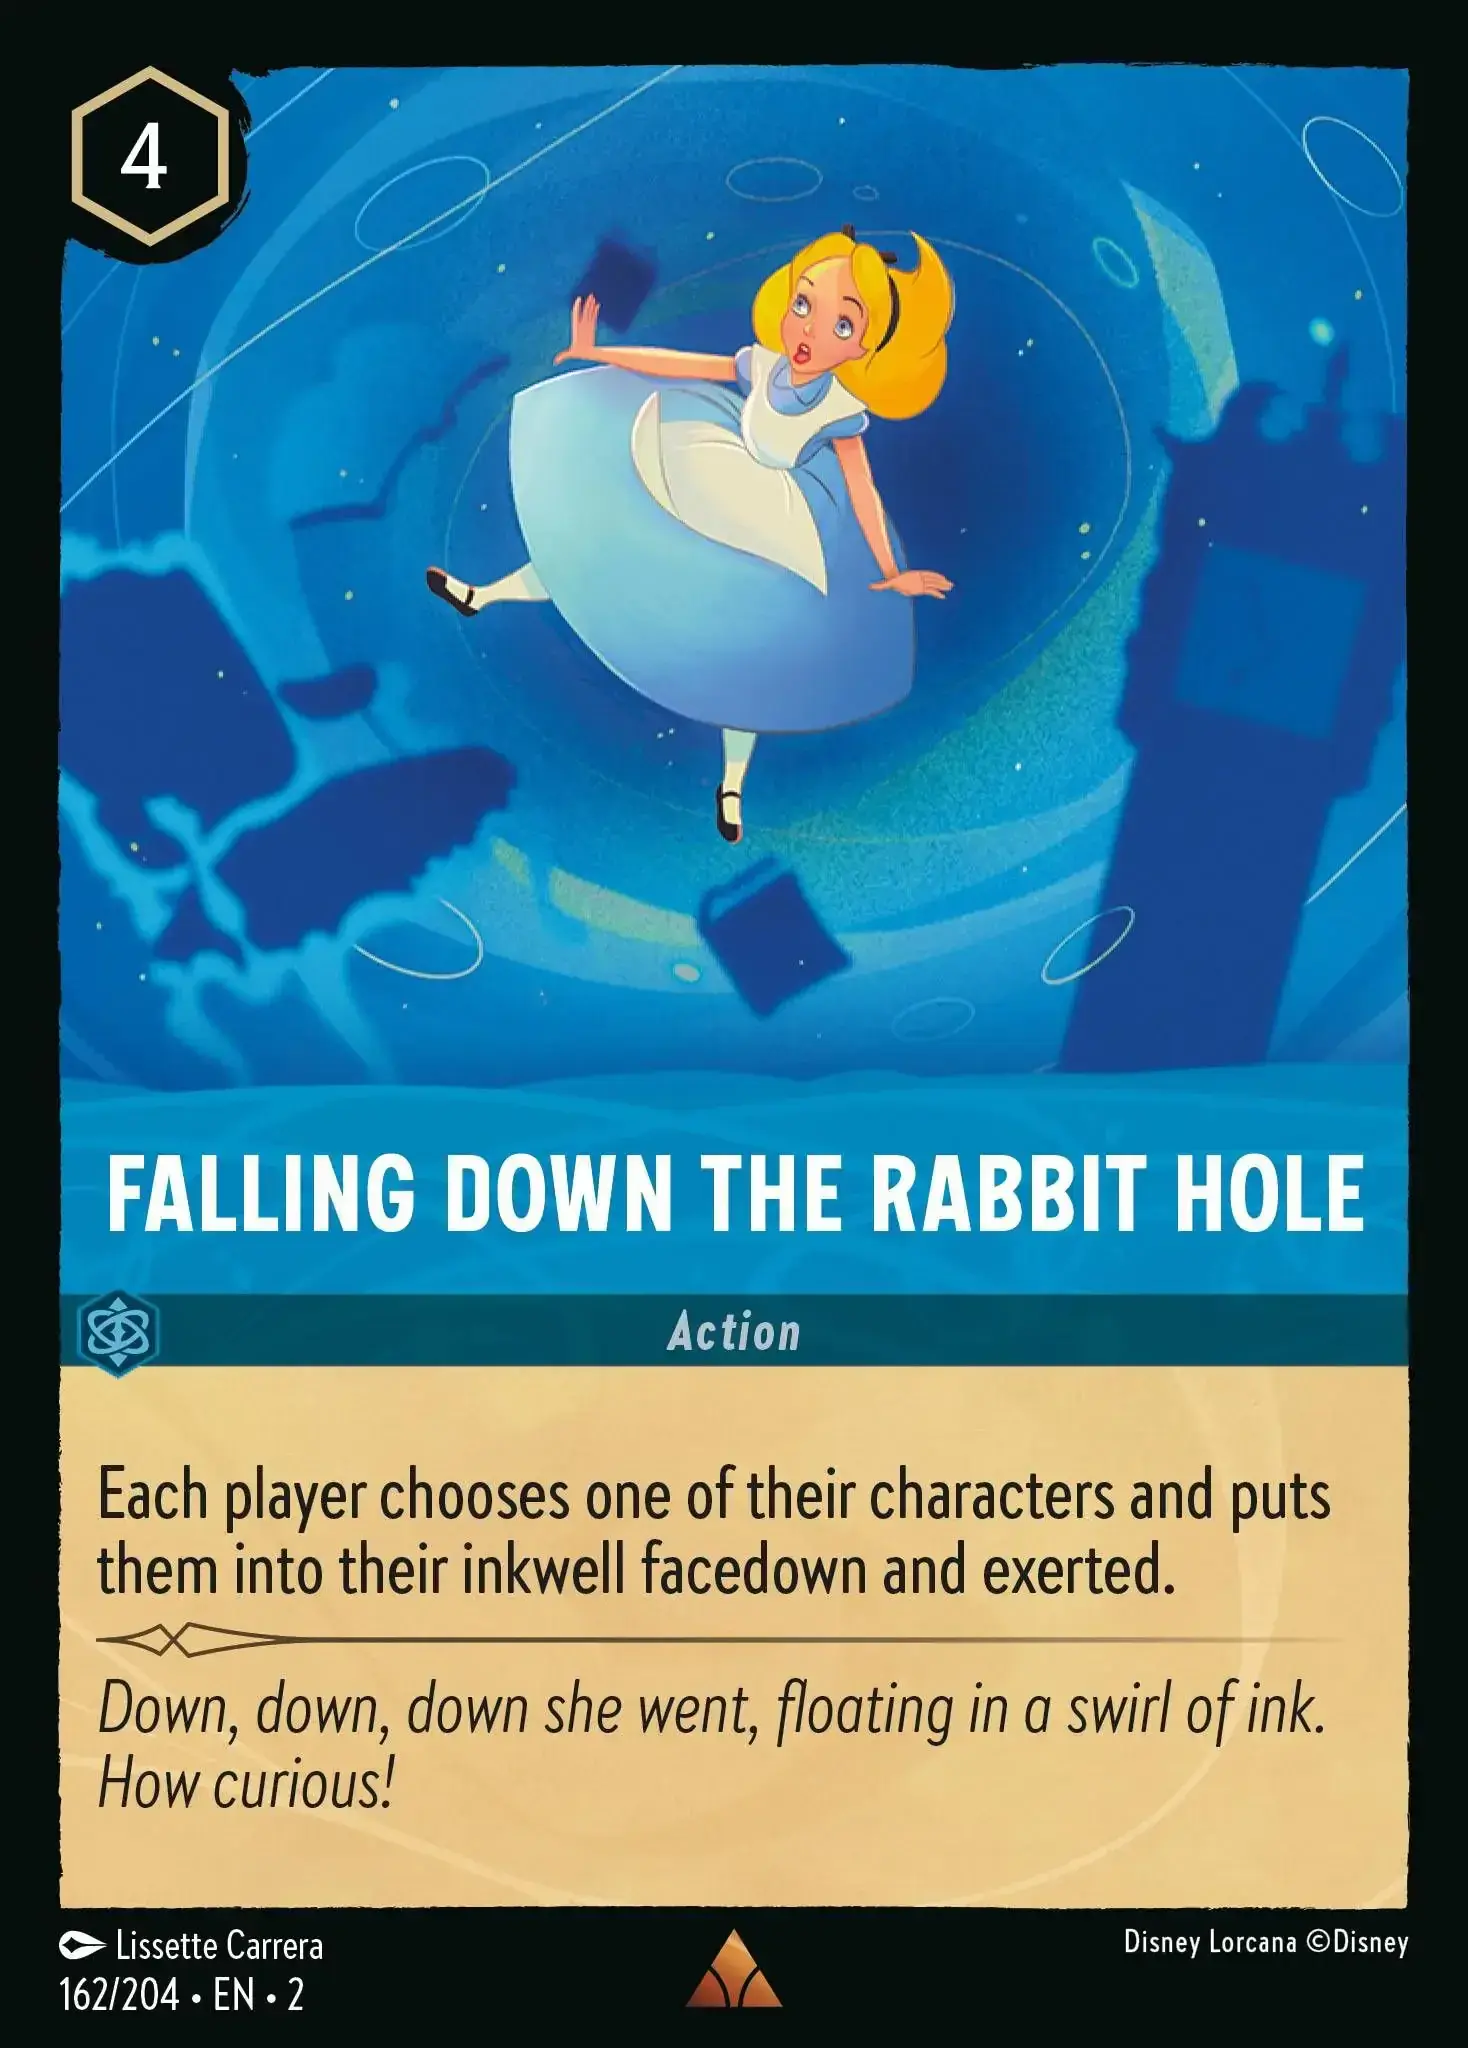 4
FALLING DOWN THE RABBIT HOLE
Action
Each player chooses one of their characters and puts
them into their inkwell facedown and exerted.
Down, down, down she went, floating in a swirl of ink.
How curious!
Lissette Carrera
162/204 • EN • 2
Disney Lorcana ©Disney